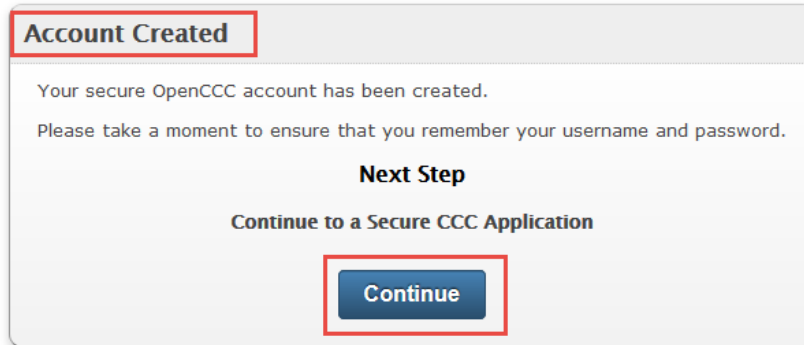 Account Created
Your secure OpenCCC account has been created.
Please take a moment to ensure that you remember your username and password.
Next Step
Continue to a Secure CCC Application
Continue